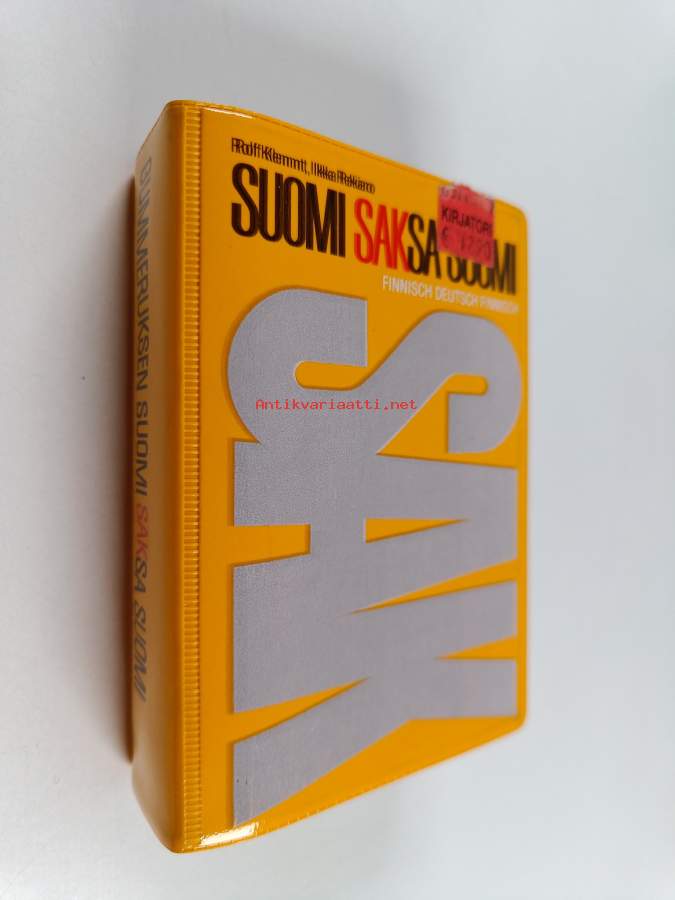 Rolf Klemmt, Ilkka Rekiaro
SUOMI SAKSA SUOMI
FINNISCH DEUTSCH FINNISCH
KIRJATORI
SAK
Antikvariaatti.net
GUMMERUKSEN SUOMI SAKSA SUOMI